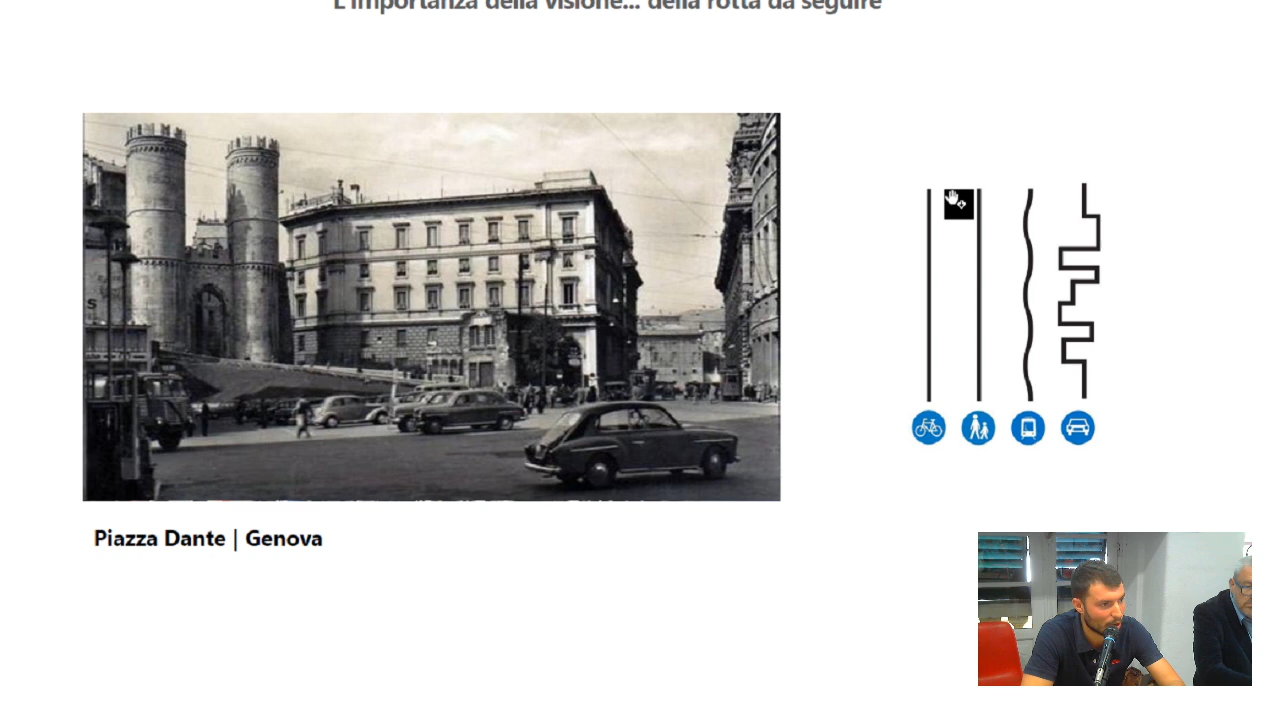 L'importanza della visione... della rotta da seguire
Piazza Dante | Genova